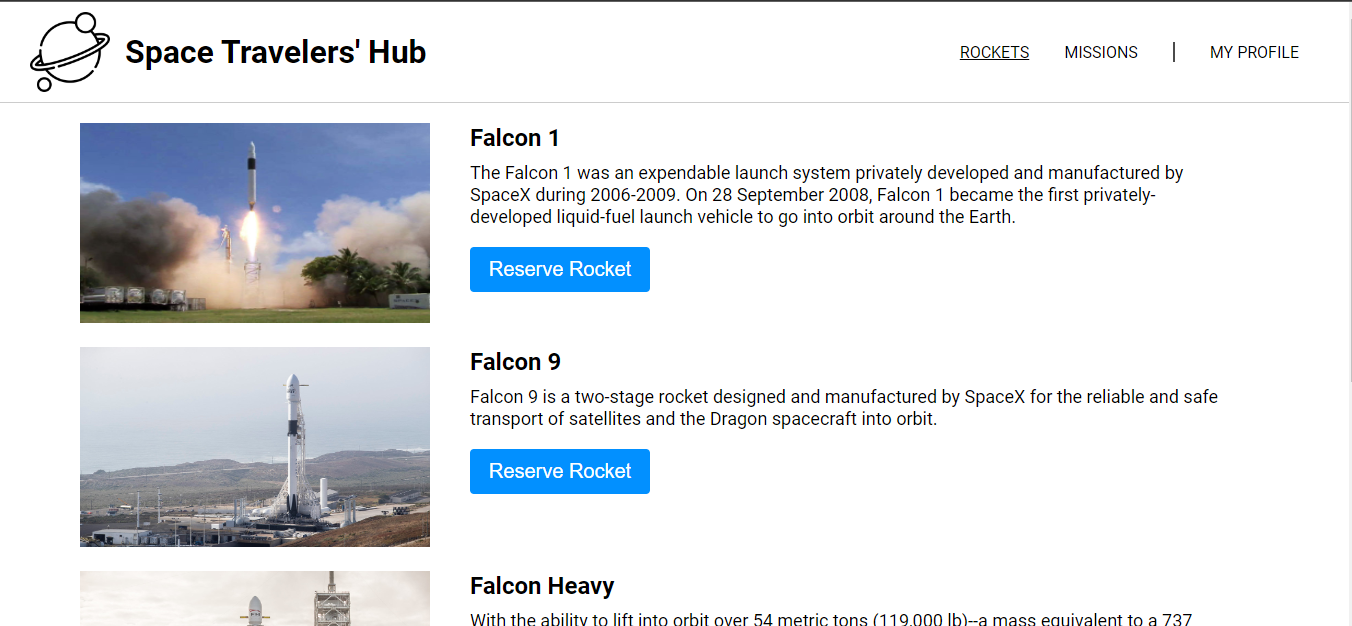 Space Travelers' Hub
ROCKETS MISSIONS | MY PROFILE
Falcon 1
The Falcon 1 was an expendable launch system privately developed and manufactured by
SpaceX during 2006-2009. On 28 September 2008, Falcon 1 became the first privately-
developed liquid-fuel launch vehicle to go into orbit around the Earth.
Reserve Rocket
Falcon 9
Falcon 9 is a two-stage rocket designed and manufactured by SpaceX for the reliable and safe
transport of satellites and the Dragon spacecraft into orbit.
Reserve Rocket
Falcon Heavy
With the ability to lift into orbit over 54 metric tons (119,000 lb)--a mass equivalent to a 737